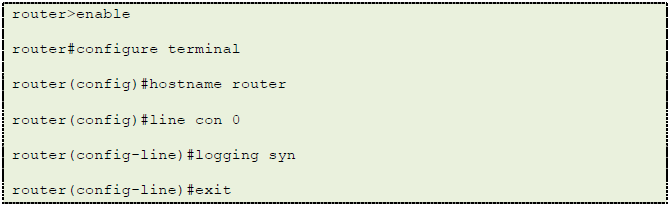 router>enable
router#configure terminal
router(config)#hostname router
router(config)#line con 0
router(config-line)#logging syn
router(config-line)#exit